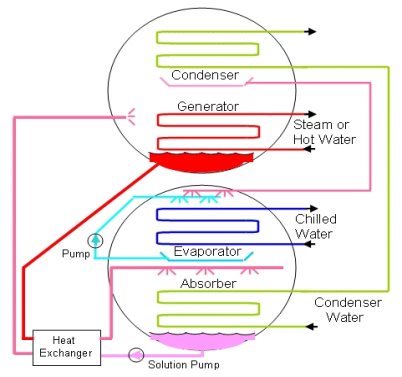 Condenser
Generator
Steam or
Hot Water
Chilled
Water
Pump
Evaporator
Absorber
Condenser
Water
Heat
Exchanger
Solution Pump